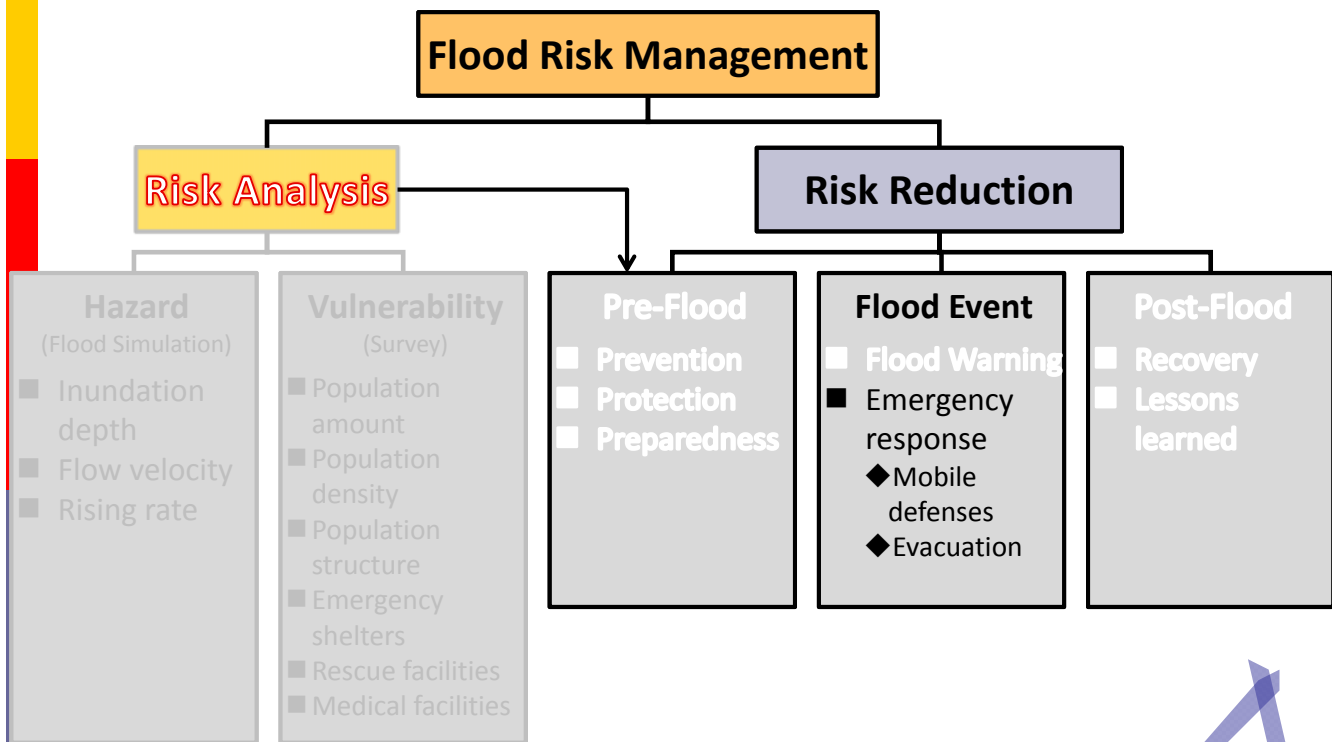 Flood Risk Management
Risk Analysis
Risk Reduction
Hazard
(Flood Simulation)
■ Inundation
depth
■ Flow velocity
■ Rising rate
Vulnerability
(Survey)
■ Population
amount
■ Population
density
■ Population
structure
■ Emergency
shelters
■ Rescue facilities
■ Medical facilities
Pre-Flood
■ Prevention
■ Protection
■ Preparedness
Flood Event
■ Flood Warning
■ Emergency
response
◆Mobile
defenses
◆Evacuation
Post-Flood
■ Recovery
■ Lessons
learned